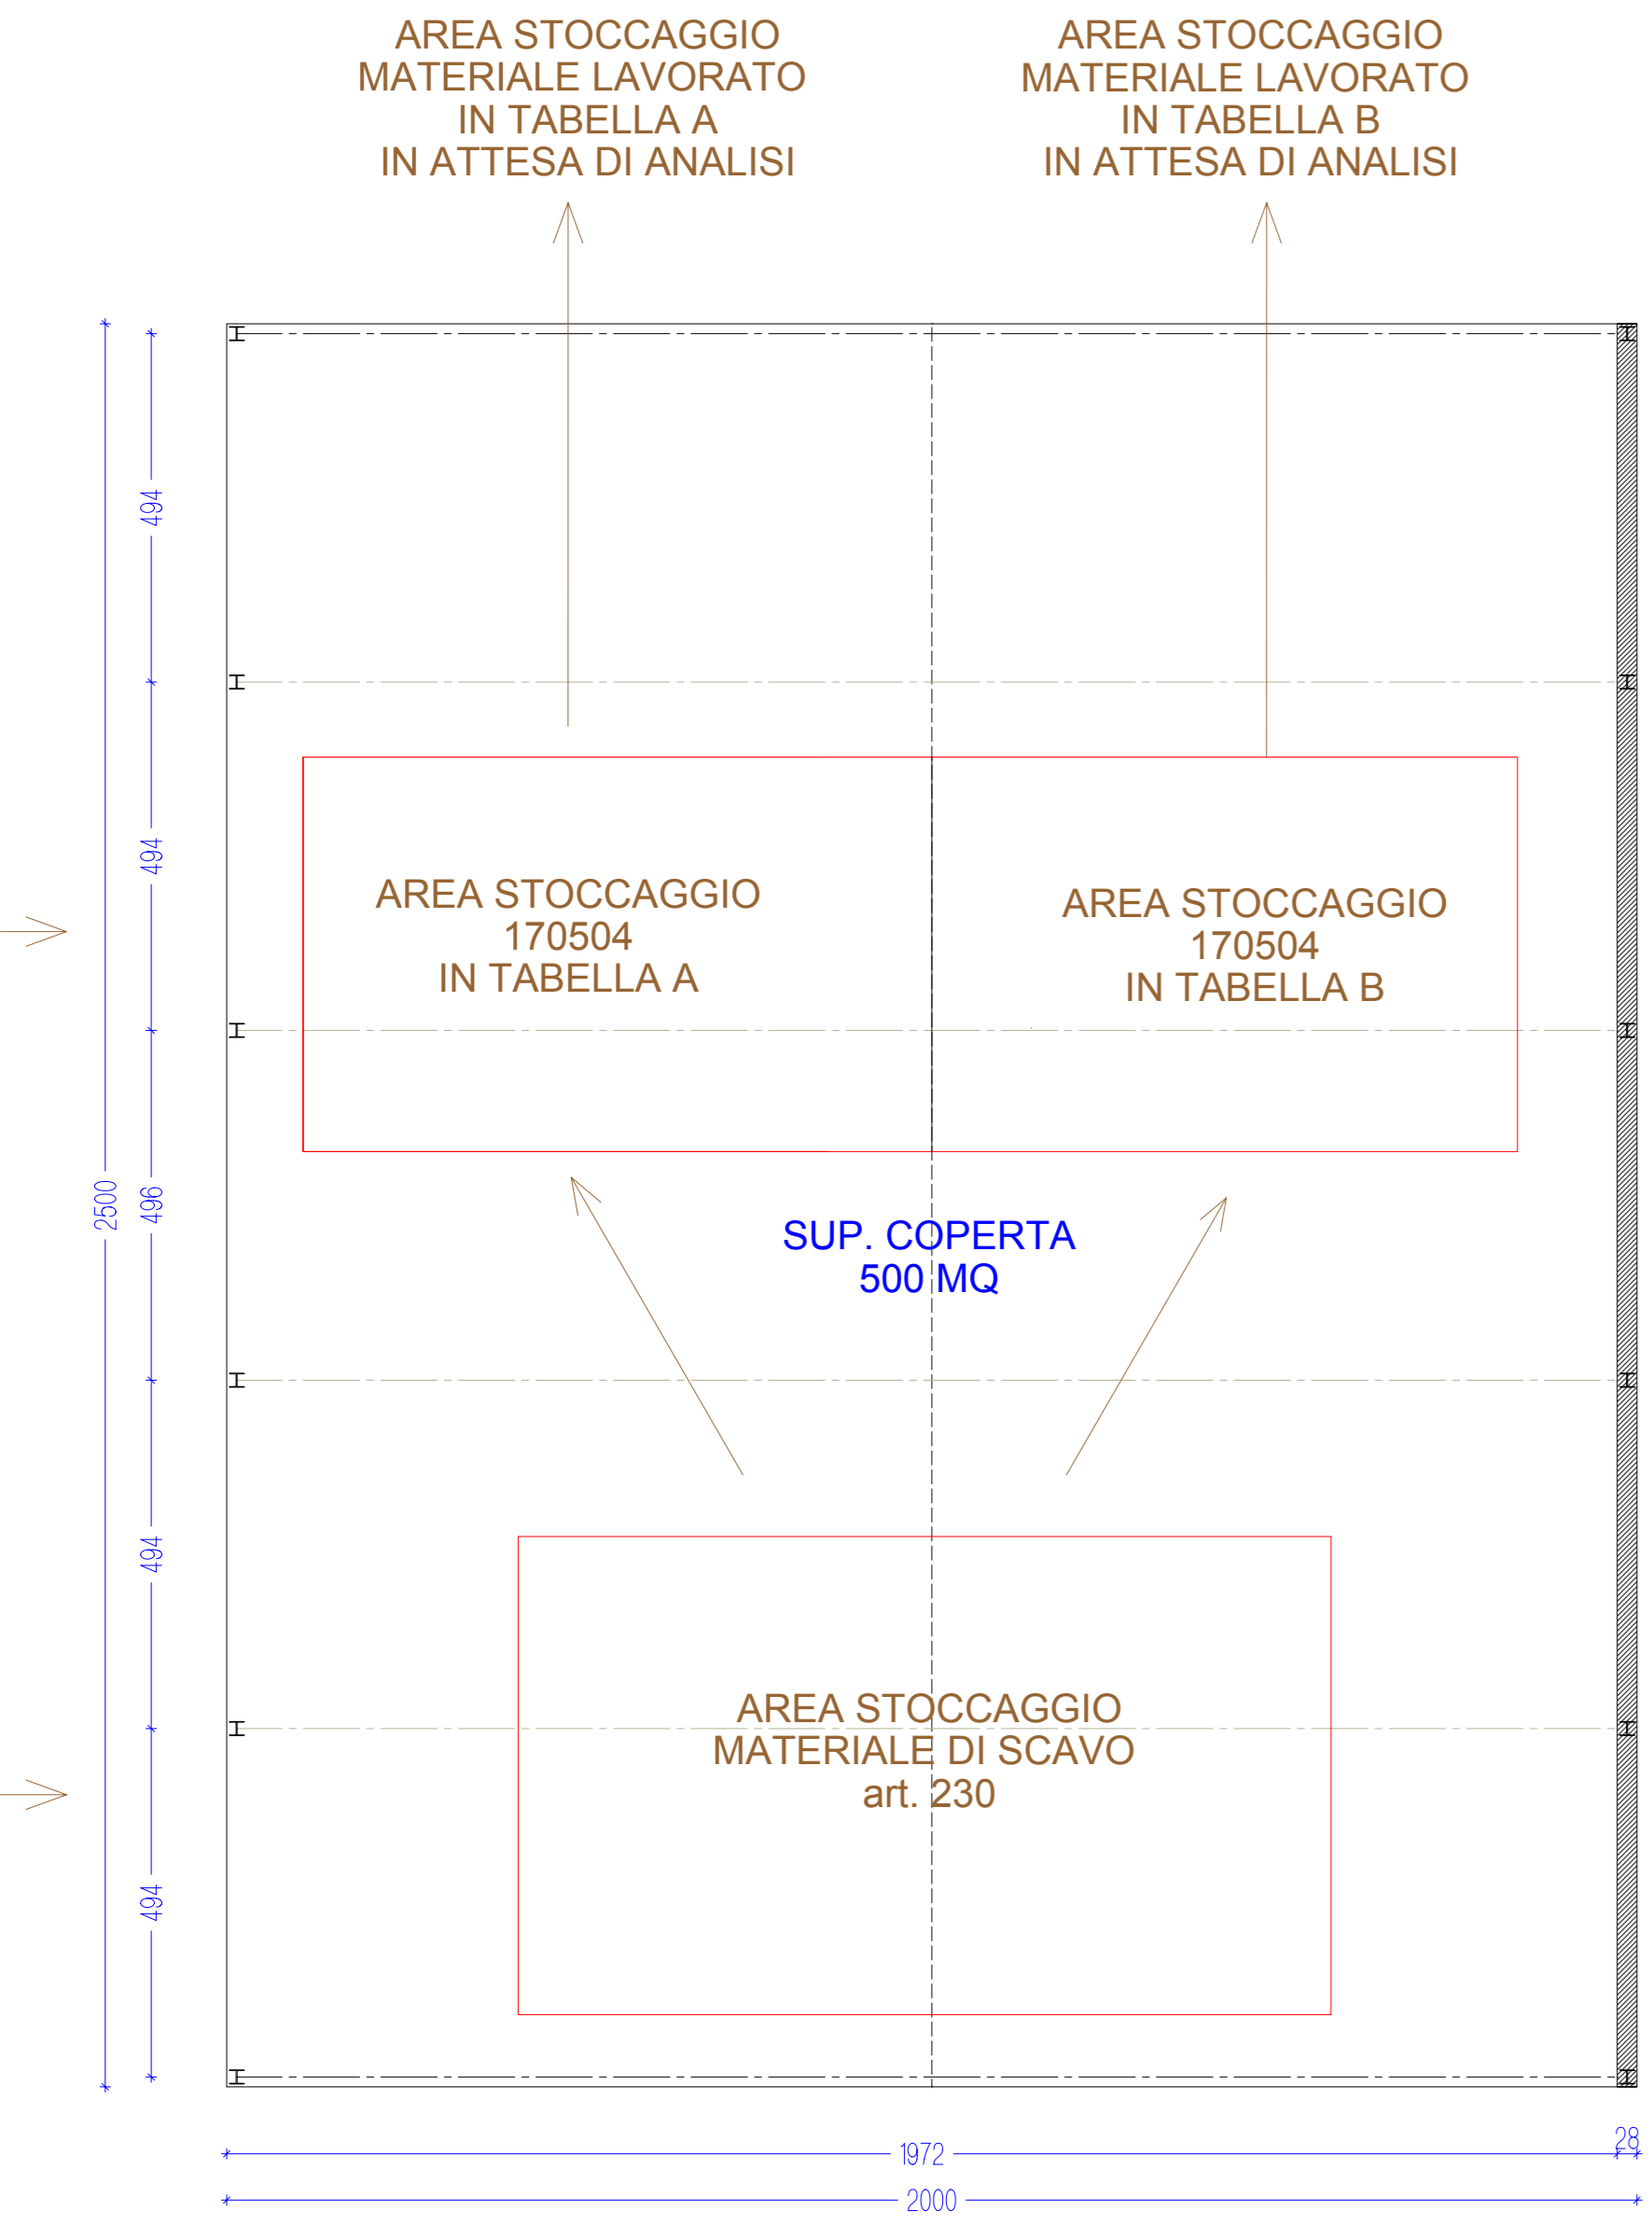 AREA STOCCAGGIO
MATERIALE LAVORATO
IN TABELLA A
IN ATTESA DI ANALISI
AREA STOCCAGGIO
MATERIALE LAVORATO
IN TABELLA B
IN ATTESA DI ANALISI
494
494
496
2500
494
494
AREA STOCCAGGIO
170504
IN TABELLA A
AREA STOCCAGGIO
170504
IN TABELLA B
SUP. COPERTA
500 MQ
AREA STOCCAGGIO
MATERIALE DI SCAVO
art. 230
28
1972
2000